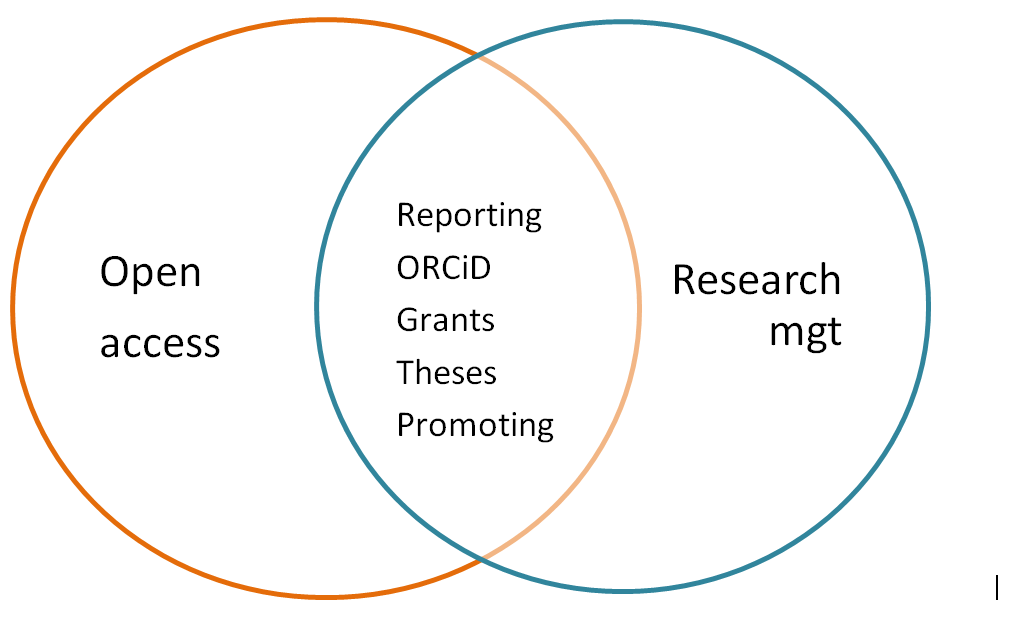 Open
access
Reporting
ORCiD
Grants
Theses
Promoting
Research
mgt